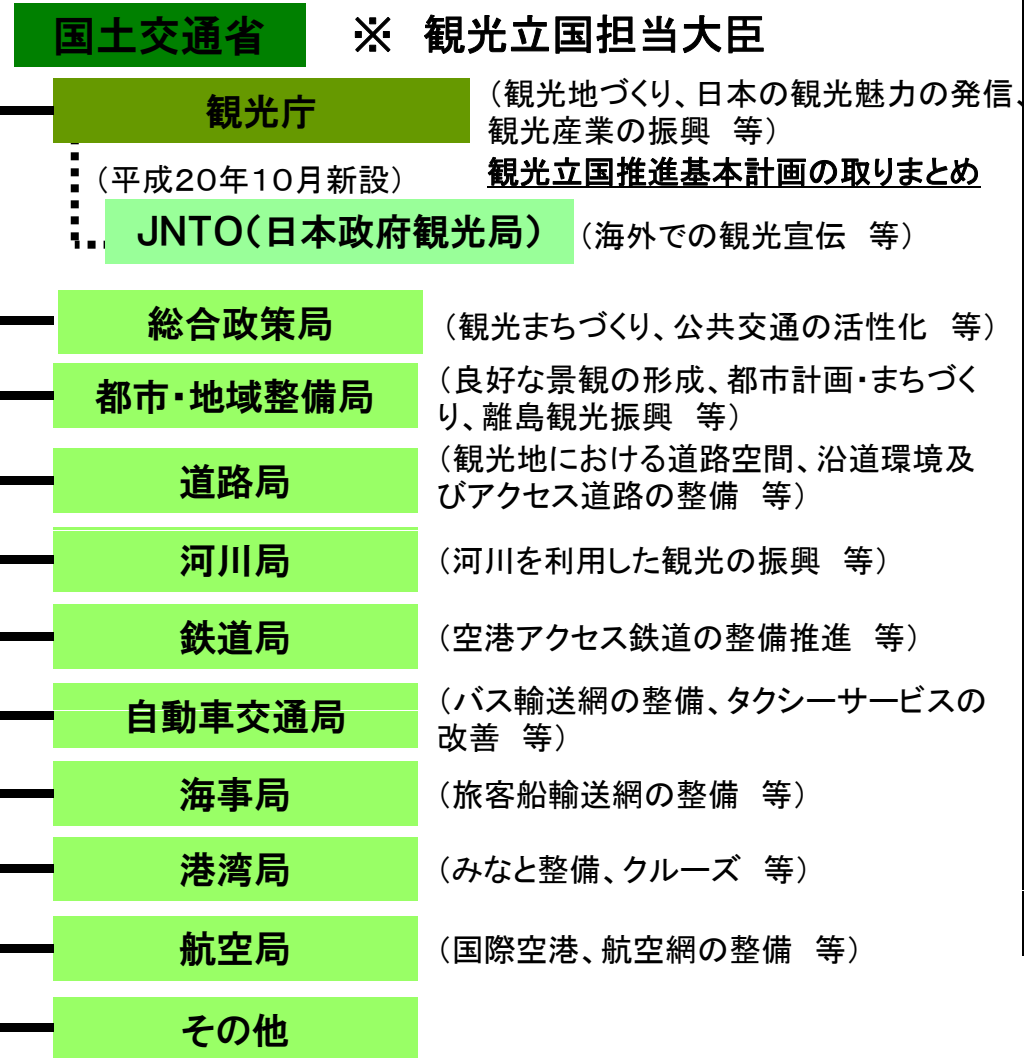 国土交通省　※　観光立国担当大臣
観光庁
（観光地づくり、日本の観光魅力の発信、
観光産業の振興　等）
（平成２０年１０月新設）
観光立国推進基本計画の取りまとめ
JNTO（日本政府観光局）
（海外での観光宣伝　等）
総合政策局
（観光まちづくり、公共交通の活性化　等）
都市・地域整備局
（良好な景観の形成、都市計画・まちづく
り、離島観光振興　等）
道路局
（観光地における道路空間、沿道環境及
びアクセス道路の整備　等）
河川局
（河川を利用した観光の振興　等）
鉄道局
（空港アクセス鉄道の整備推進　等）
自動車交通局
（バス輸送網の整備、タクシーサービスの
改善　等）
海事局
（旅客船輸送網の整備　等）
港湾局
（みなと整備、クルーズ　等）
航空局
（国際空港、航空網の整備　等）
その他